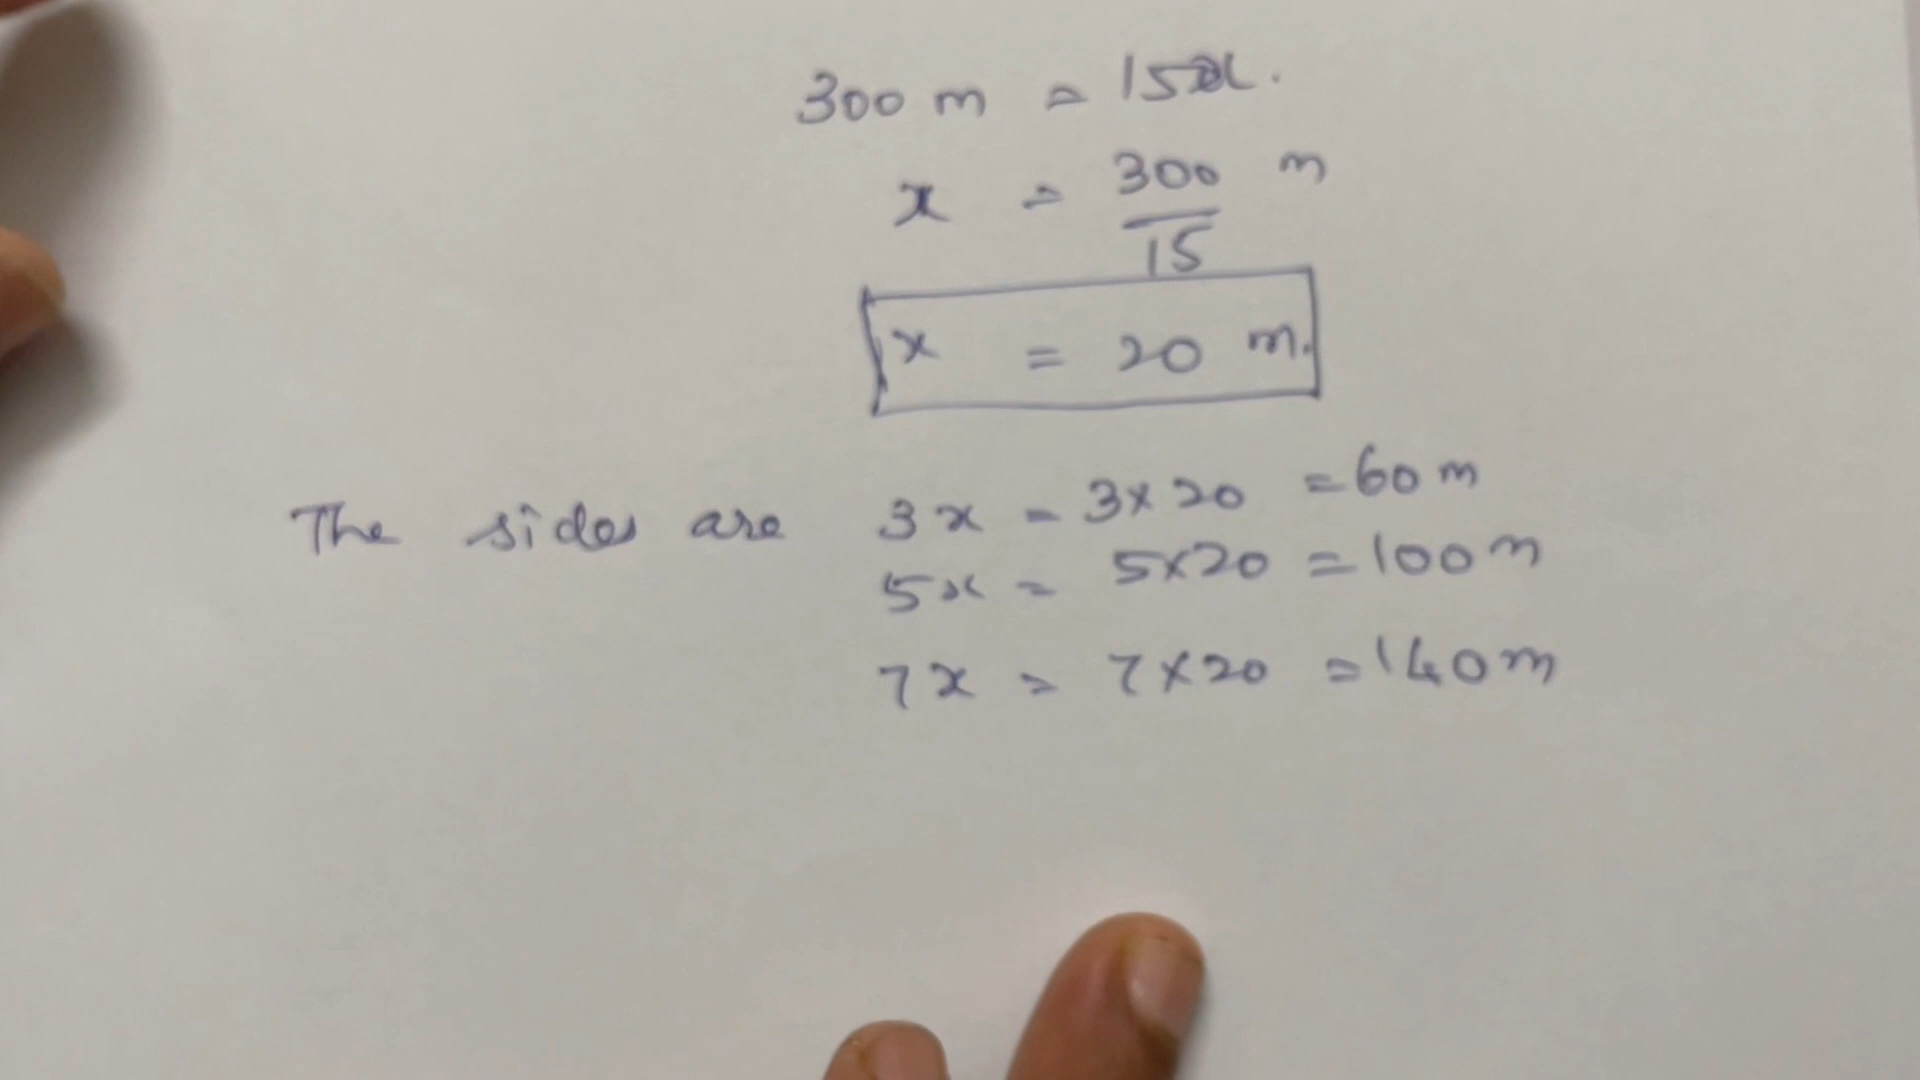 300 m = 15x.
x = 300/15 m
x = 20 m.
The sides are 3x = 3×20 = 60 m
5x = 5×20 = 100 m
7x = 7×20 = 140 m